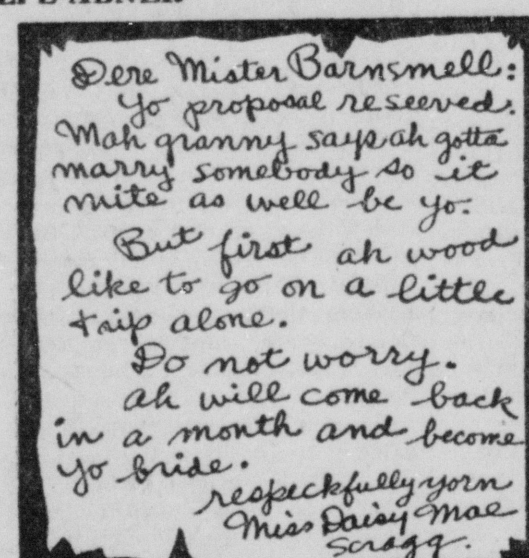 Dere Mister Barnsmell:
Yo proposal reseeved.
Mah granny says ah gotta
marry somebody so it
mite as well be yo.
But first ah wood
like to go on a little
trip alone.
Do not worry.
ah will come back
in a month and become
yo bride.
respeckfully yorn
Miss Daisy Mae
Scragg.